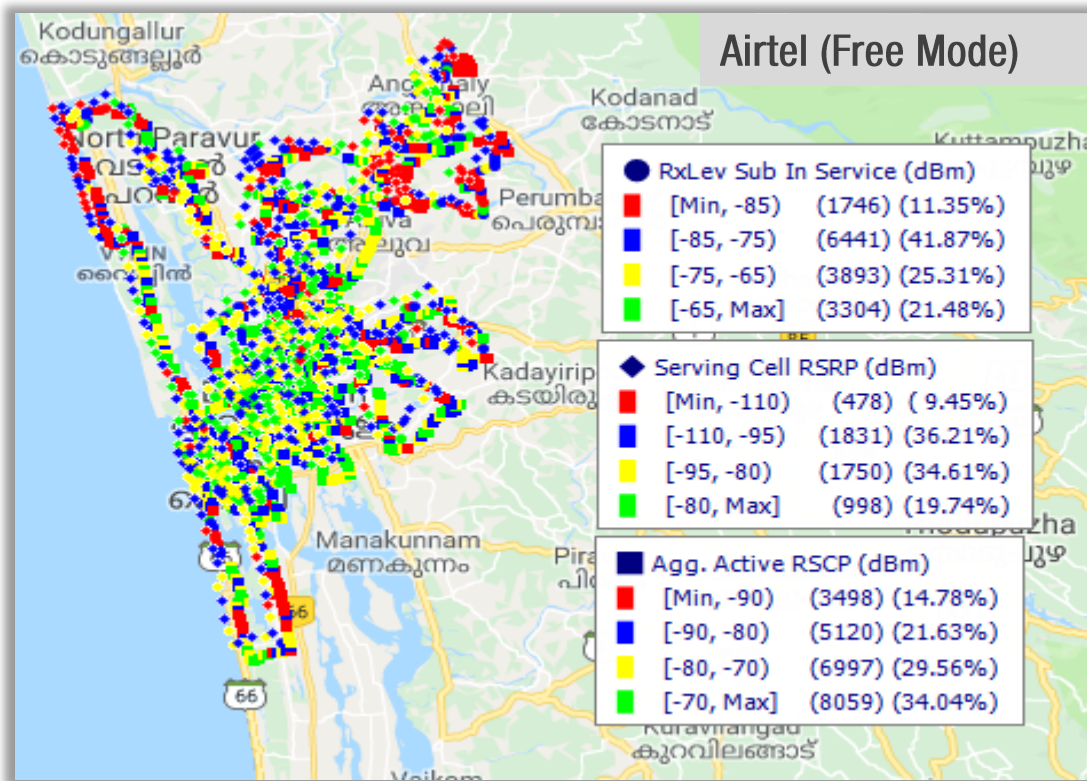 Airtel (Free Mode)
Kodungallur
കൊടുങ്ങല്ലൂർ
Kodanad
കോടനാട്
North Paravur
RxLev Sub In Service (dBm)
[Min, -85) (1746) (11.35%)
[-85, -75) (6441) (41.87%)
[-75, -65) (3893) (25.31%)
[-65, Max] (3304) (21.48%)
Serving Cell RSRP (dBm)
[Min, -110) (478) ( 9.45%)
[-110, -95) (1831) (36.21%)
[-95, -80) (1750) (34.61%)
[-80, Max] (998) (19.74%)
Manakunnam
മണകുന്നം
Agg. Active RSCP (dBm)
[Min, -90) (3498) (14.78%)
[-90, -80) (5120) (21.63%)
[-80, -70) (6997) (29.56%)
[-70, Max] (8059) (34.04%)
66
66
കുറവിലങ്ങാട്
Vaikom